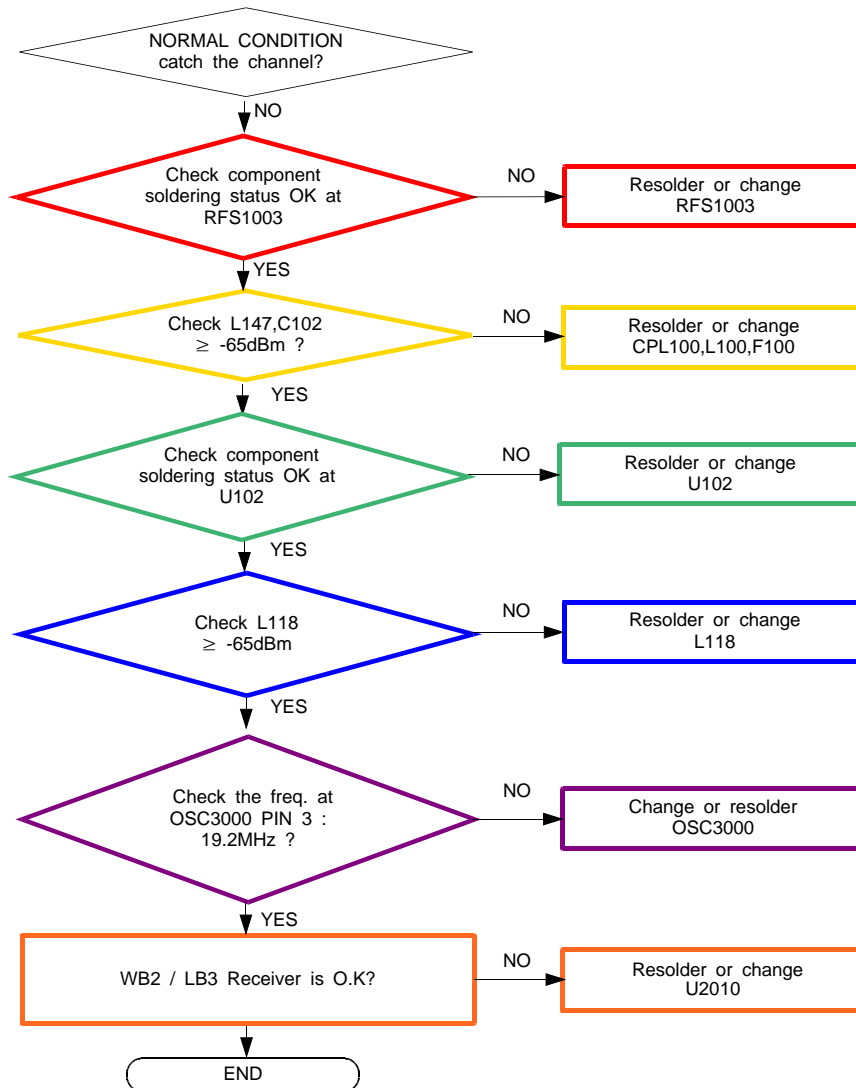 NORMAL CONDITION
catch the channel?
NO
Check component
soldering status OK at
RFS1003
NO
Resolder or change
RFS1003
YES
Check L147,C102
≥ -65dBm ?
NO
Resolder or change
CPL100,L100,F100
YES
Check component
soldering status OK at
U102
NO
Resolder or change
U102
YES
Check L118
≥ -65dBm
NO
Resolder or change
L118
YES
Check the freq. at
OSC3000 PIN 3 :
19.2MHz ?
NO
Change or resolder
OSC3000
YES
WB2 / LB3 Receiver is O.K?
NO
Resolder or change
U2010
END